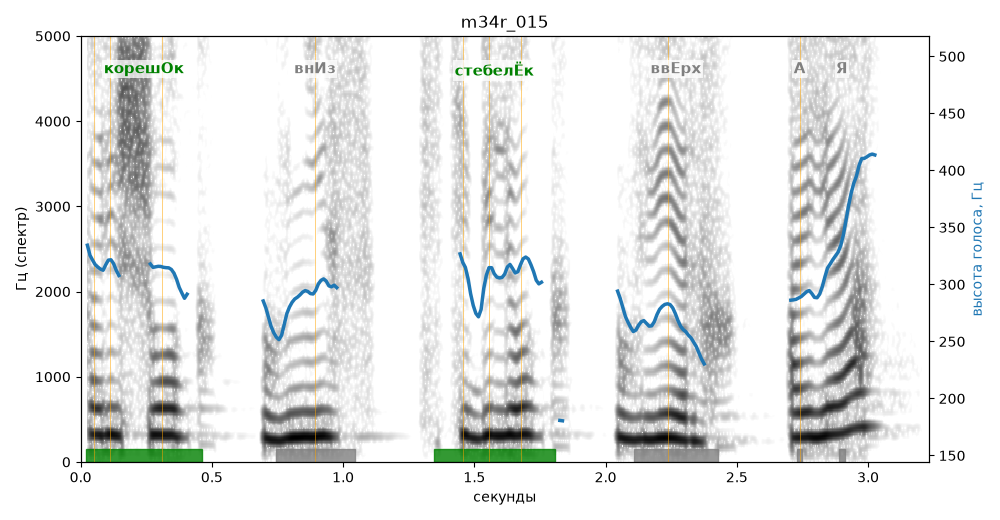 m34r_015
корешОк внИз стебелЁк ввЕрх А Я
5000
4000
3000
2000
1000
0
Гц (спектр)
500
450
400
350
300
250
200
150
высота голоса, Гц
0.0 0.5 1.0 1.5 2.0 2.5 3.0
секунды